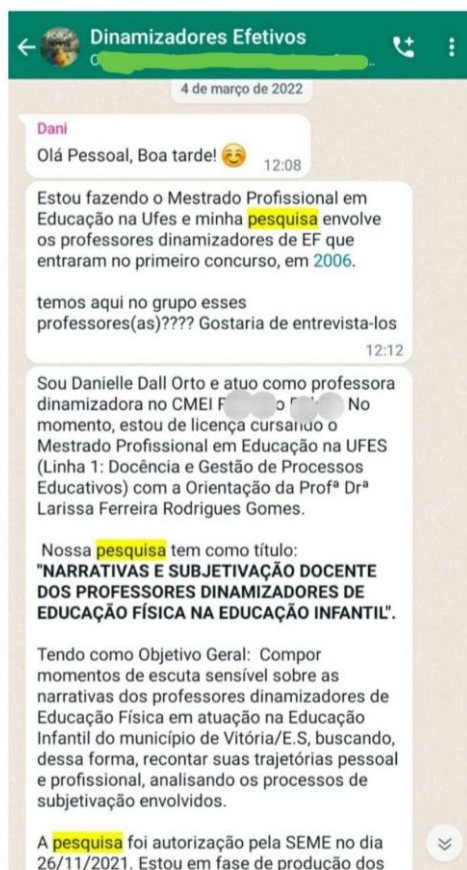 Dinamizadores Efetivos
4 de março de 2022
Dani
Olá Pessoal, Boa tarde! 😊
12:08
Estou fazendo o Mestrado Profissional em
Educação na Ufes e minha pesquisa envolve
os professores dinamizadores de EF que
entraram no primeiro concurso, em 2006.
temos aqui no grupo esses
professores(as)???? Gostaria de entrevista-los
12:12
Sou Danielle Dall Orto e atuo como professora
dinamizadora no CMEI No
momento, estou de licença cursando o
Mestrado Profissional em Educação na UFES
(Linha 1: Docência e Gestão de Processos
Educativos) com a Orientação da Profª Drª
Larissa Ferreira Rodrigues Gomes.
Nossa pesquisa tem como título:
"NARRATIVAS E SUBJETIVAÇÃO DOCENTE
DOS PROFESSORES DINAMIZADORES DE
EDUCAÇÃO FÍSICA NA EDUCAÇÃO INFANTIL".
Tendo como Objetivo Geral: Compor
momentos de escuta sensível sobre as
narrativas dos professores dinamizadores de
Educação Física em atuação na Educação
Infantil do município de Vitória/E.S, buscando,
dessa forma, recontar suas trajetórias pessoal
e profissional, analisando os processos de
subjetivação envolvidos.
A pesquisa foi autorização pela SEME no dia
26/11/2021. Estou em fase de produção dos